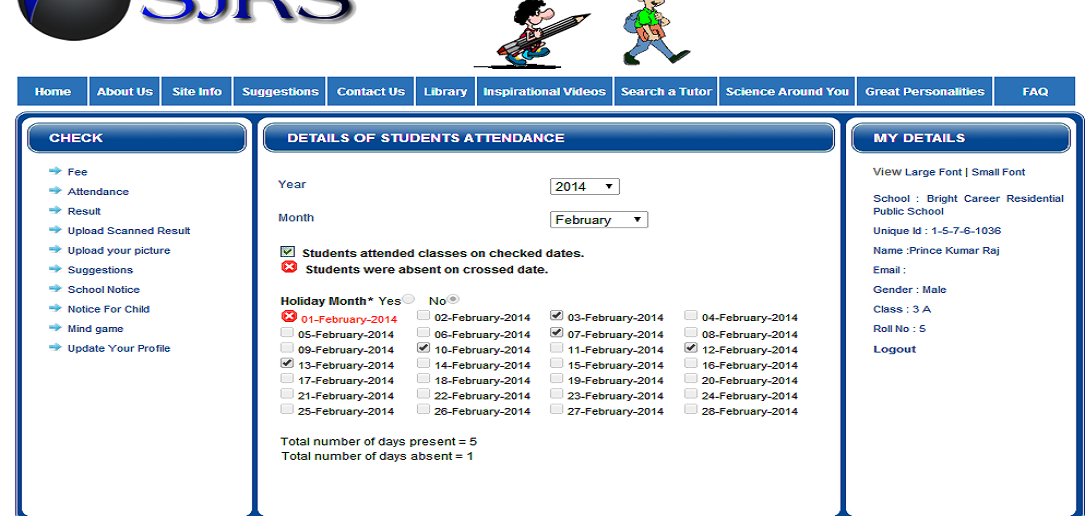 SJRS
Home About Us Site Info Suggestions Contact Us Library Inspirational Videos Search a Tutor Science Around You Great Personalities FAQ
CHECK
Fee
Attendance
Result
Upload Scanned Result
Upload your picture
Suggestions
School Notice
Notice For Child
Mind game
Update Your Profile
DETAILS OF STUDENTS ATTENDANCE
Year 2014
Month February
Students attended classes on checked dates.
Students were absent on crossed date.
Holiday Month* Yes No
01-February-2014 02-February-2014 03-February-2014 04-February-2014
05-February-2014 06-February-2014 07-February-2014 08-February-2014
09-February-2014 10-February-2014 11-February-2014 12-February-2014
13-February-2014 14-February-2014 15-February-2014 16-February-2014
17-February-2014 18-February-2014 19-February-2014 20-February-2014
21-February-2014 22-February-2014 23-February-2014 24-February-2014
25-February-2014 26-February-2014 27-February-2014 28-February-2014
Total number of days present = 5
Total number of days absent = 1
MY DETAILS
View Large Font | Small Font
School : Bright Career Residential
Public School
Unique Id : 1-5-7-6-1036
Name :Prince Kumar Raj
Email :
Gender : Male
Class : 3 A
Roll No : 5
Logout